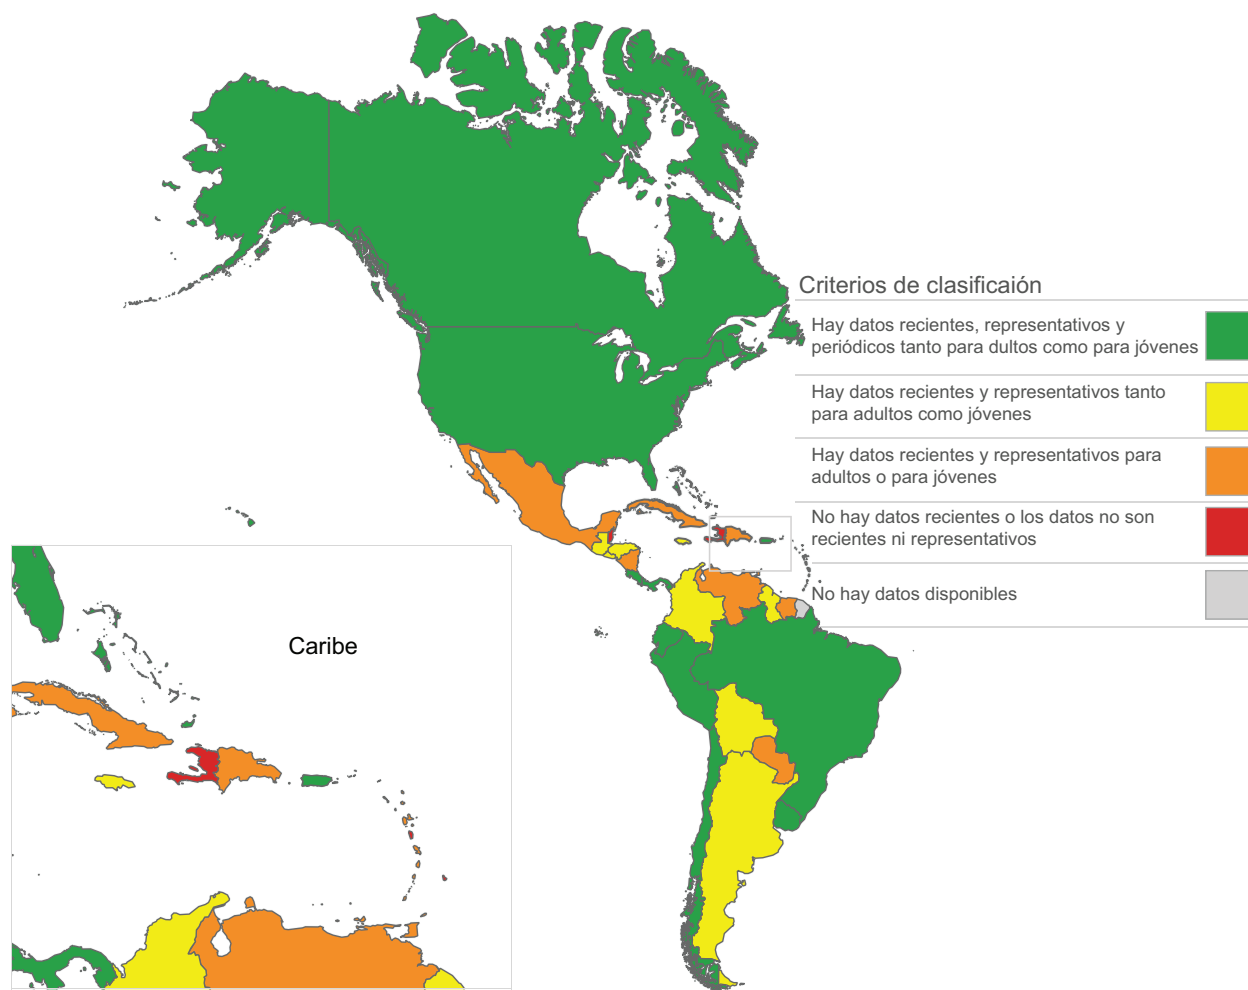 Criterios de clasificaión
Hay datos recientes, representativos y
periódicos tanto para dultos como para jóvenes
Hay datos recientes y representativos tanto
para adultos como jóvenes
Hay datos recientes y representativos para
adultos o para jóvenes
No hay datos recientes o los datos no son
recientes ni representativos
No hay datos disponibles
Caribe